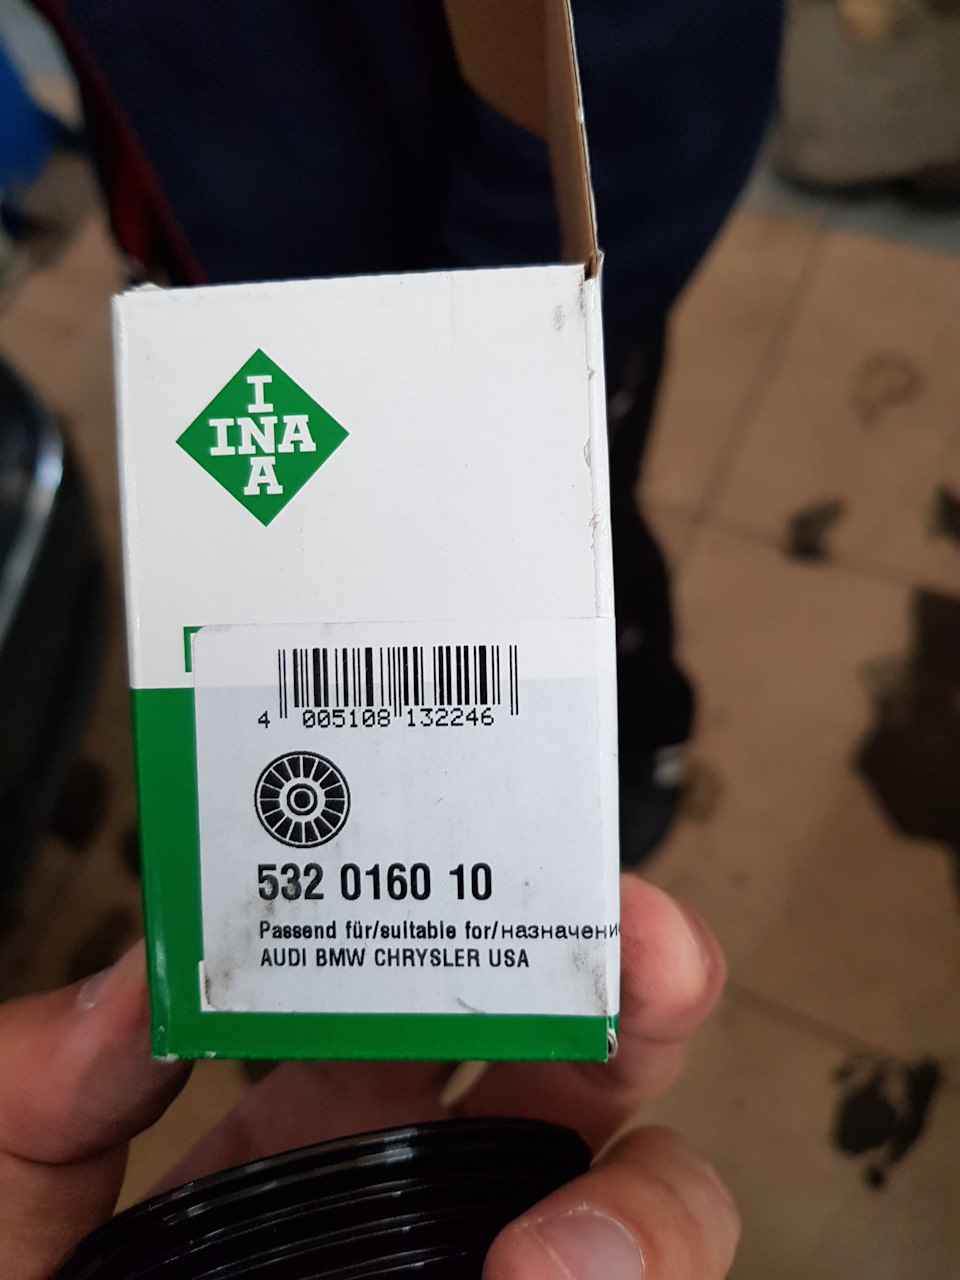 I
INA
A
4 005108 132246
532 0160 10
Passend für/suitable for/назначени
AUDI BMW CHRYSLER USA